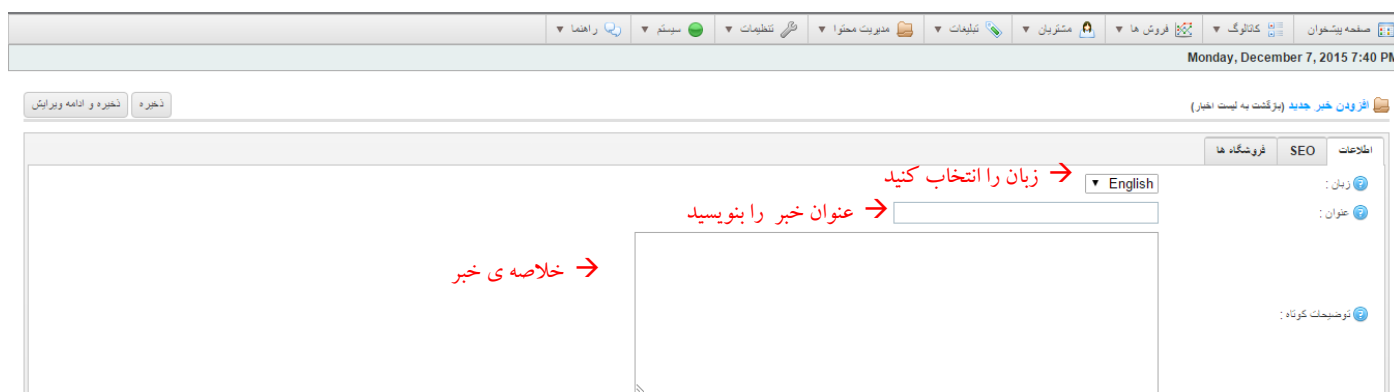 صفحه پیشخوان کاتالوگ فروش ها مشتریان تبلیغات مدیریت محتوا تنظیمات سیستم راهنما
Monday, December 7, 2015 7:40 PM
افزودن خبر جدید (بازگشت به لیست اخبار) ذخیره ذخیره و ادامه ویرایش
اطلاعات SEO فروشگاه ها
زبان : English → زبان را انتخاب کنید
عنوان : → عنوان خبر را بنویسید
→ خلاصه ی خبر
توضیحات کوتاه :